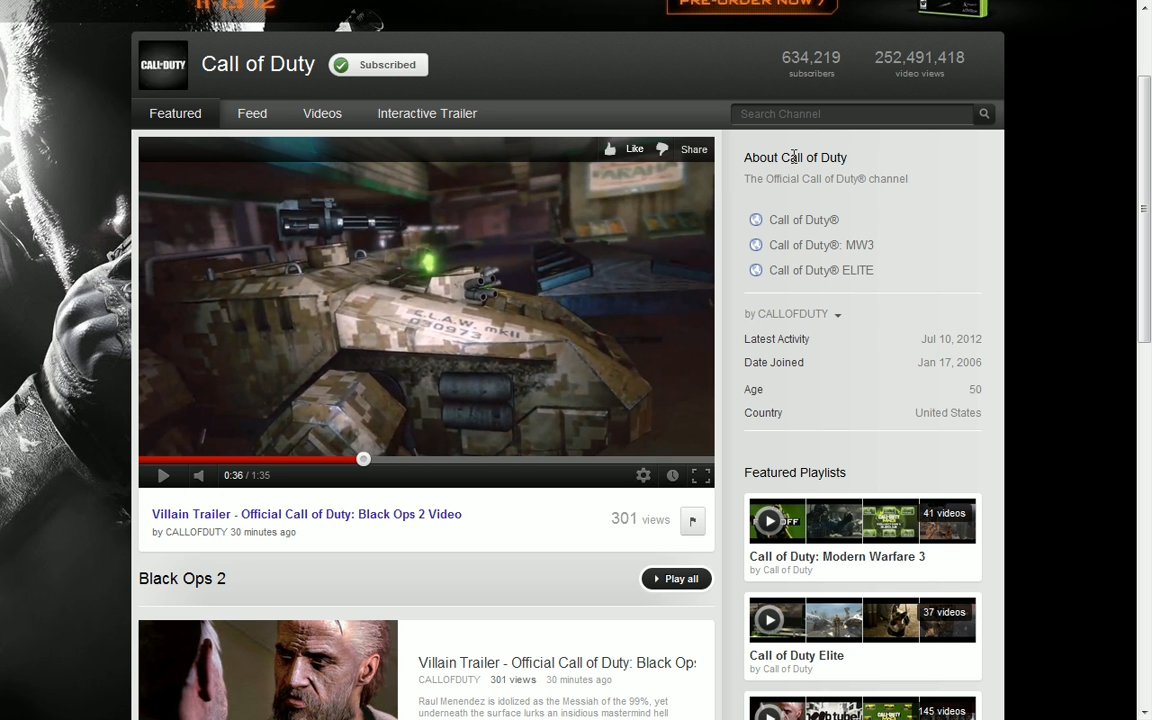 PRE-ORDER NOW
CALL·DUTY
Call of Duty
Subscribed
634,219
subscribers
252,491,418
video views
Featured
Feed
Videos
Interactive Trailer
Search Channel
Like
Share
C.L.A.W. mkII
030973
0:36 / 1:35
Villain Trailer - Official Call of Duty: Black Ops 2 Video
by CALLOFDUTY 30 minutes ago
301 views
Black Ops 2
Play all
Villain Trailer - Official Call of Duty: Black Ops
CALLOFDUTY 301 views 30 minutes ago
Raul Menendez is idolized as the Messiah of the 99%, yet
underneath the surface lurks an insidious mastermind hell
About Call of Duty
The Official Call of Duty® channel
Call of Duty®
Call of Duty®: MW3
Call of Duty® ELITE
by CALLOFDUTY
Latest Activity Jul 10, 2012
Date Joined Jan 17, 2006
Age 50
Country United States
Featured Playlists
41 videos
Call of Duty: Modern Warfare 3
by Call of Duty
37 videos
Call of Duty Elite
by Call of Duty
145 videos